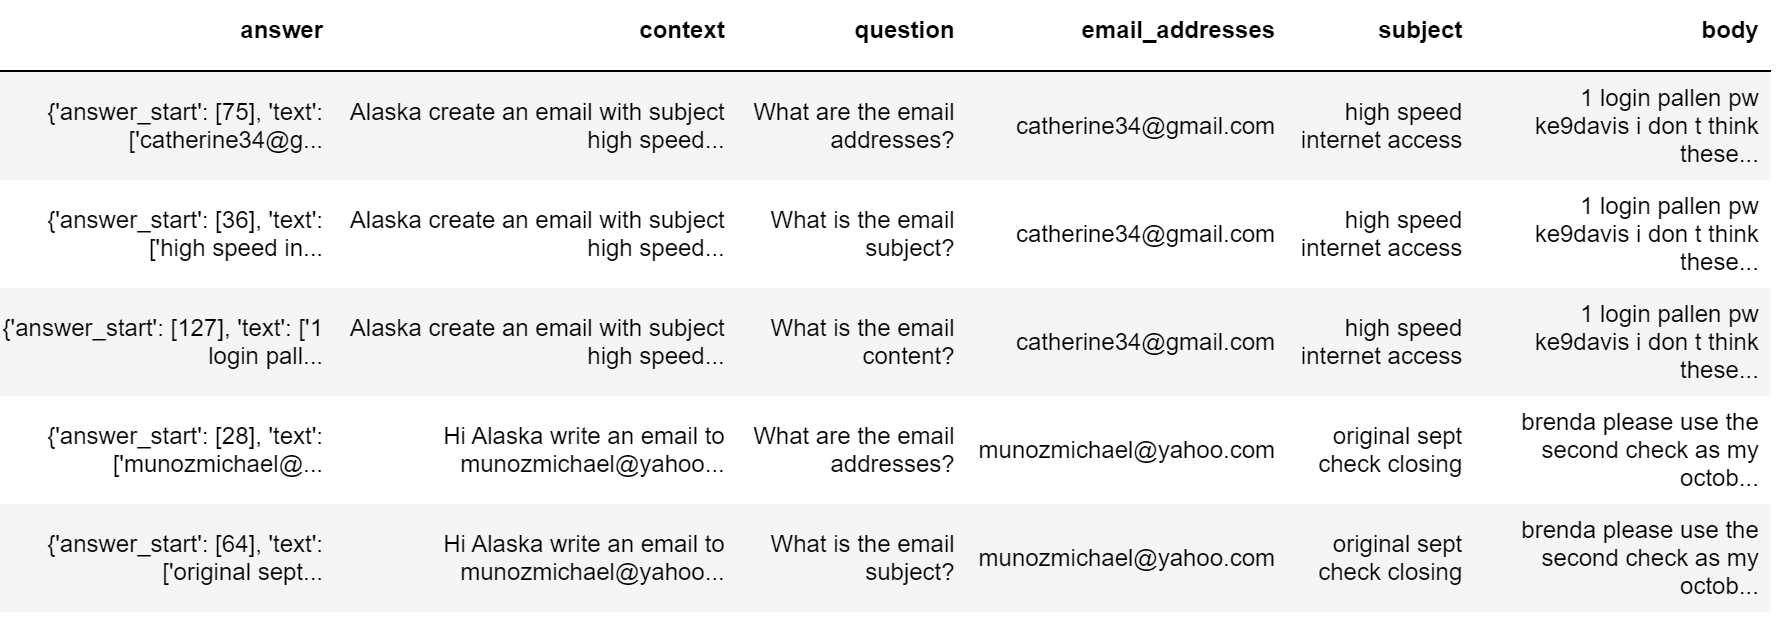 answer context question email_addresses subject body
{'answer_start': [75], 'text': ['catherine34@g... Alaska create an email with subject high speed... What are the email addresses? catherine34@gmail.com high speed internet access 1 login pallen pw ke9davis i don t think these...
{'answer_start': [36], 'text': ['high speed in... Alaska create an email with subject high speed... What is the email subject? catherine34@gmail.com high speed internet access 1 login pallen pw ke9davis i don t think these...
{'answer_start': [127], 'text': ['1 login pall... Alaska create an email with subject high speed... What is the email content? catherine34@gmail.com high speed internet access 1 login pallen pw ke9davis i don t think these...
{'answer_start': [28], 'text': ['munozmichael@... Hi Alaska write an email to munozmichael@yahoo... What are the email addresses? munozmichael@yahoo.com original sept check closing brenda please use the second check as my octob...
{'answer_start': [64], 'text': ['original sept... Hi Alaska write an email to munozmichael@yahoo... What is the email subject? munozmichael@yahoo.com original sept check closing brenda please use the second check as my octob...